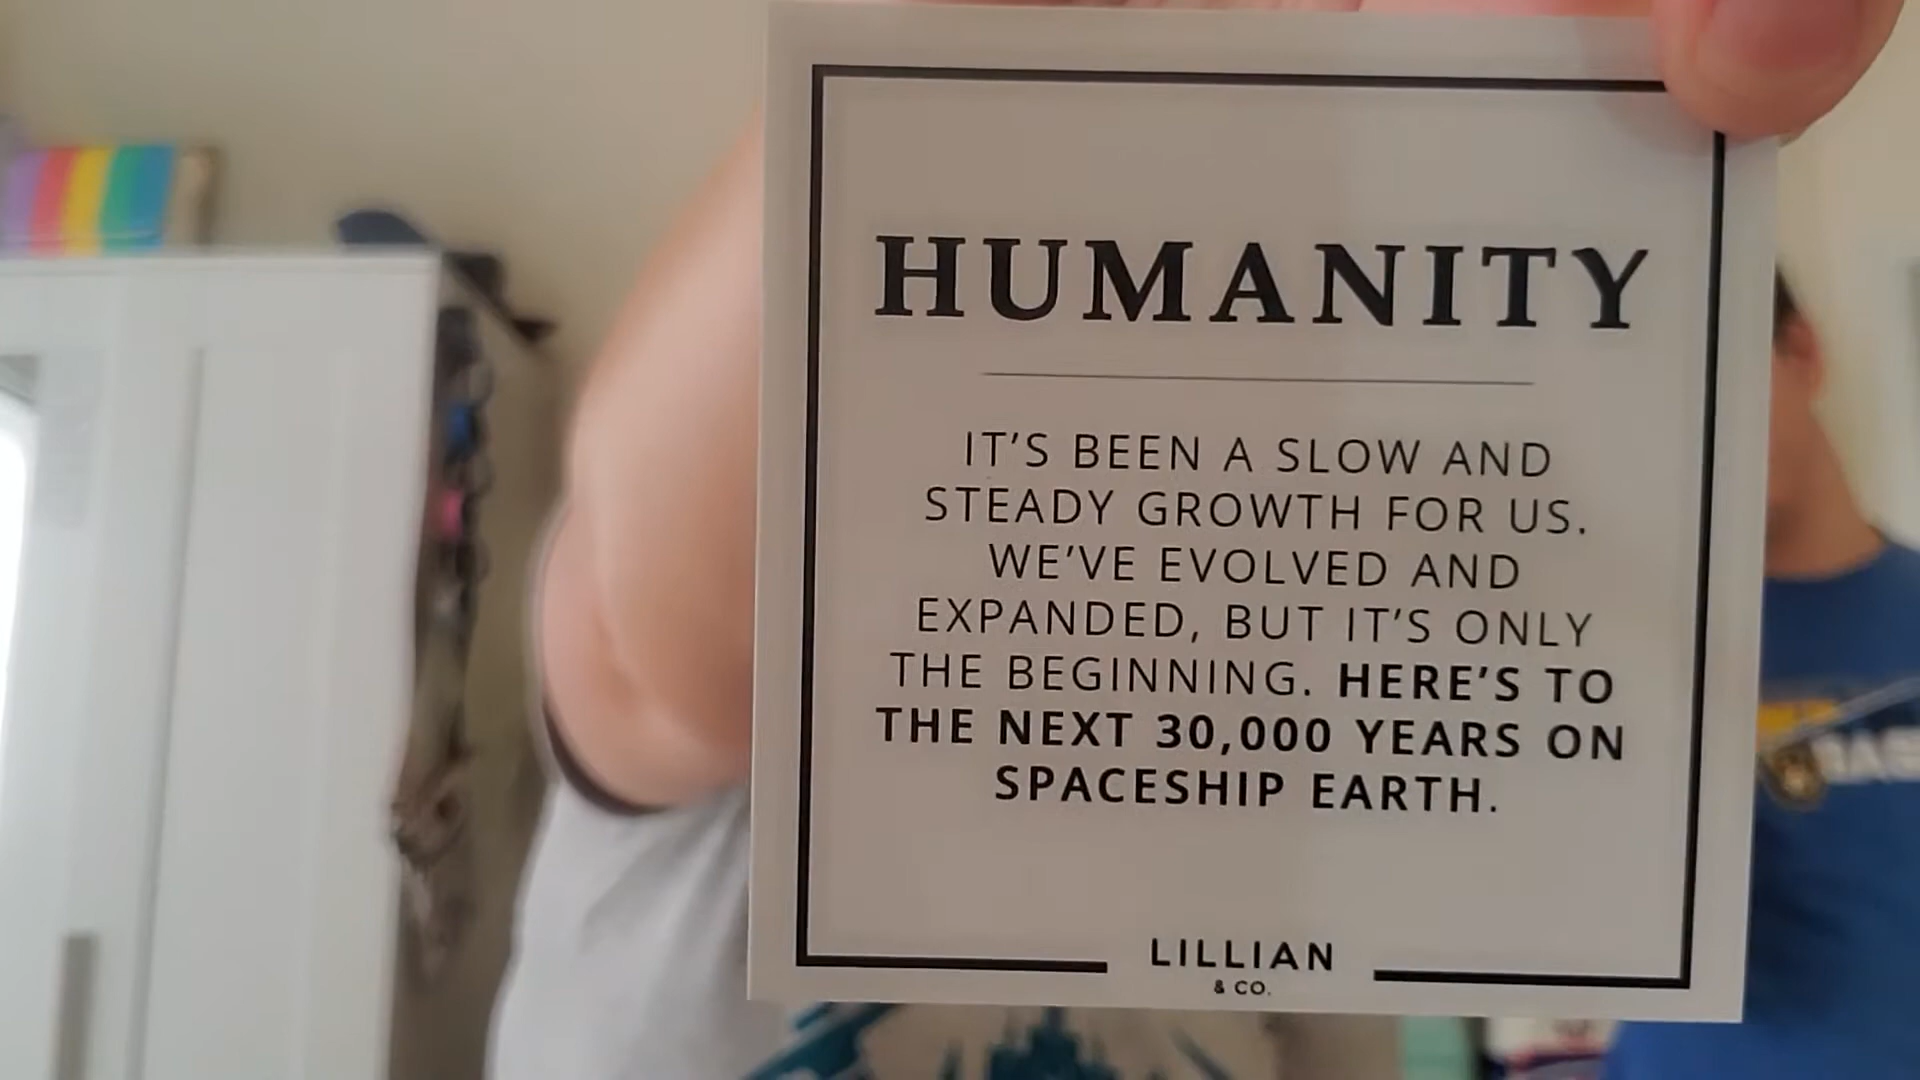 HUMANITY
IT'S BEEN A SLOW AND
STEADY GROWTH FOR US.
WE'VE EVOLVED AND
EXPANDED, BUT IT'S ONLY
THE BEGINNING. HERE'S TO
THE NEXT 30,000 YEARS ON
SPACESHIP EARTH.
LILLIAN
& CO.